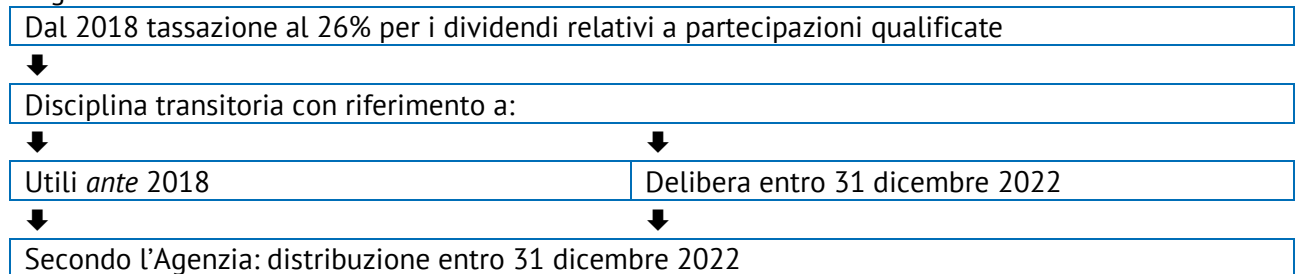 Dal 2018 tassazione al 26% per i dividendi relativi a partecipazioni qualificate
Disciplina transitoria con riferimento a:
Utili ante 2018
Delibera entro 31 dicembre 2022
Secondo l'Agenzia: distribuzione entro 31 dicembre 2022